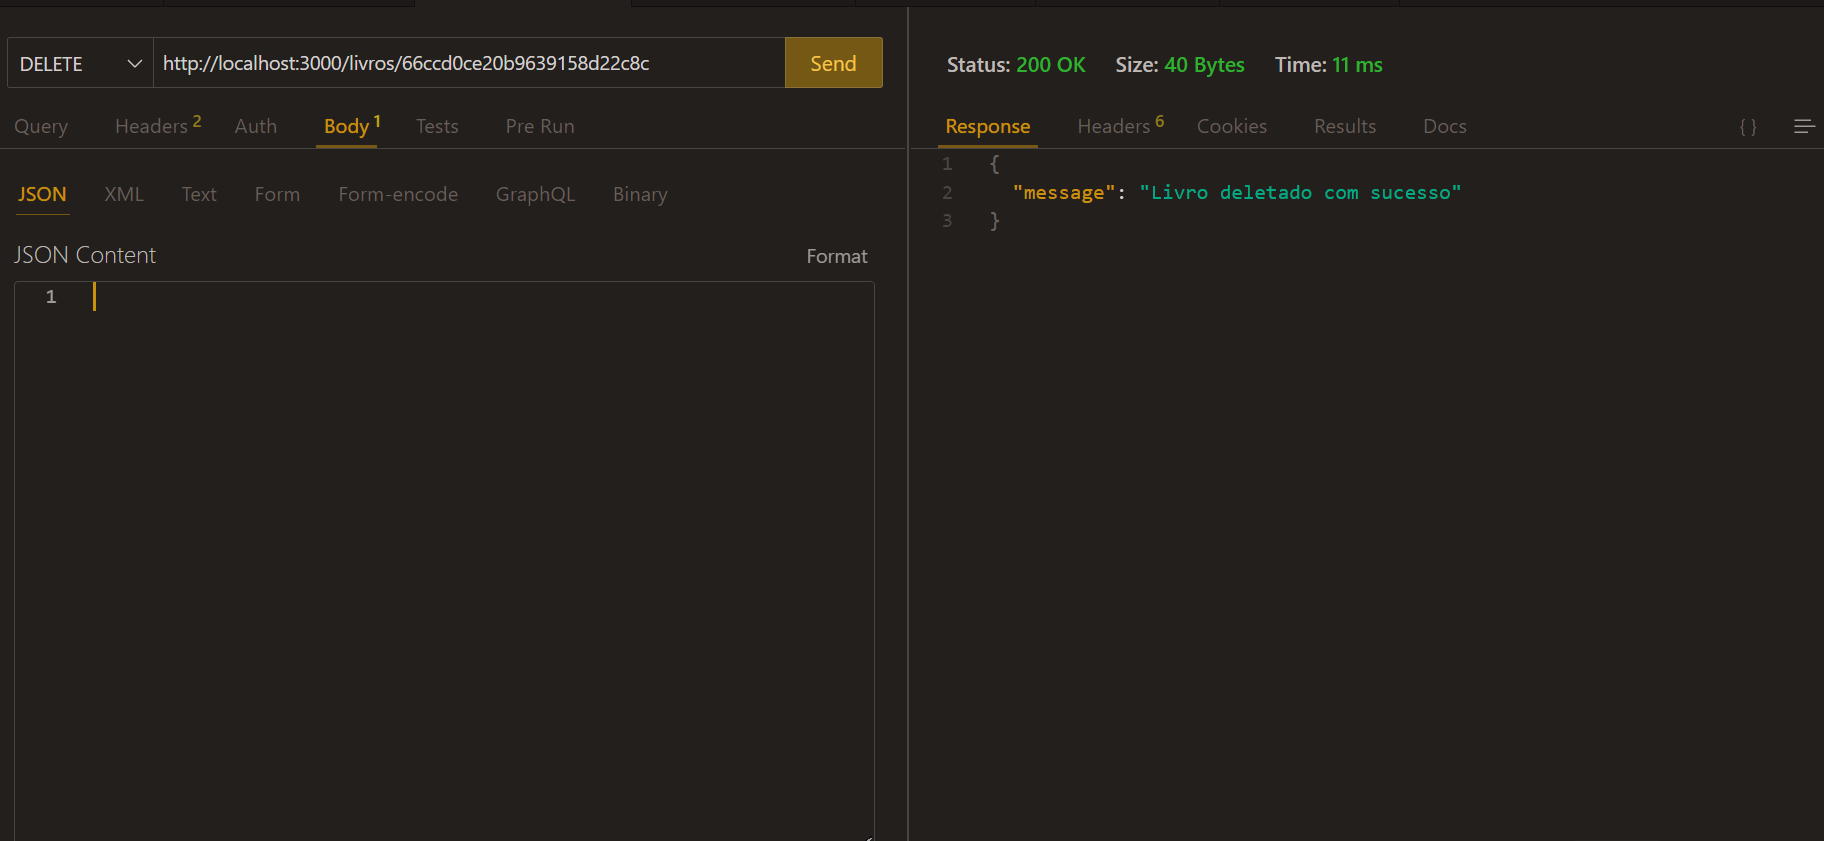 DELETE http://localhost:3000/livros/66ccd0ce20b9639158d22c8c Send
Query Headers 2 Auth Body 1 Tests Pre Run
JSON XML Text Form Form-encode GraphQL Binary
JSON Content Format
1
Status: 200 OK Size: 40 Bytes Time: 11 ms
Response Headers 6 Cookies Results Docs { }
1 {
2 "message": "Livro deletado com sucesso"
3 }